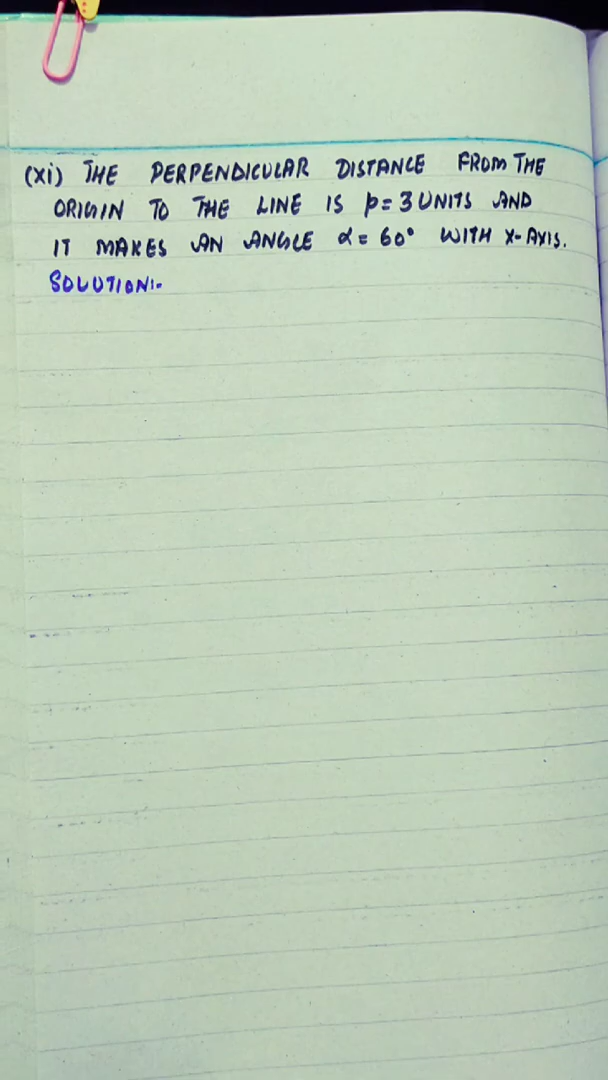 (xi) THE PERPENDICULAR DISTANCE FROM THE
ORIGIN TO THE LINE IS p = 3 UNITS AND
IT MAKES AN ANGLE α = 60° WITH X-AXIS.
SOLUTION:-